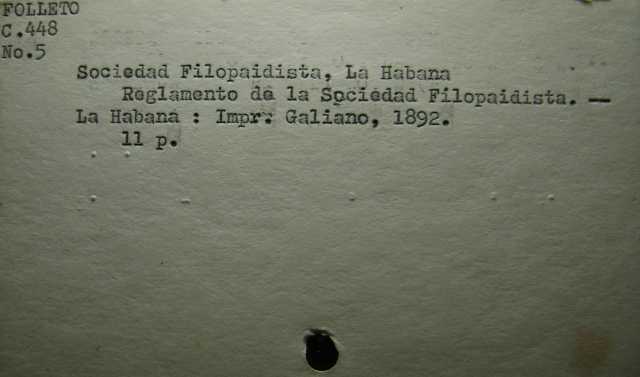 FOLLETO
C.448
No.5
Sociedad Filopaidista, La Habana
Reglamento de la Sociedad Filopaidista. —
La Habana : Impr. Galiano, 1892.
11 p.